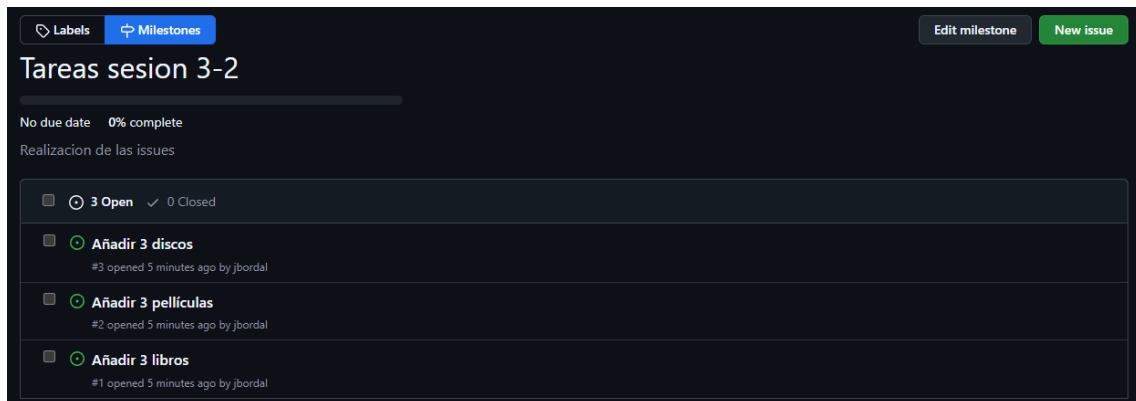 Labels Milestones Edit milestone New issue
Tareas sesion 3-2
No due date 0% complete
Realizacion de las issues
3 Open 0 Closed
Añadir 3 discos
#3 opened 5 minutes ago by jbordal
Añadir 3 pellículas
#2 opened 5 minutes ago by jbordal
Añadir 3 libros
#1 opened 5 minutes ago by jbordal